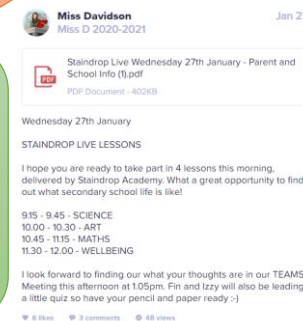 Miss Davidson
Jan 2
Miss D 2020-2021
Staindrop Live Wednesday 27th January - Parent and
School Info (1).pdf
PDF
PDF Document - 402KB
Wednesday 27th January
STAINDROP LIVE LESSONS
I hope you are ready to take part in 4 lessons this morning,
delivered by Staindrop Academy. What a great opportunity to find
out what secondary school life is like!
9.15 - 9.45 - SCIENCE
10.00 - 10.30 - ART
10.45 - 11.15 - MATHS
11.30 - 12.00 - WELLBEING
I look forward to finding our what your thoughts are in our TEAMS
Meeting this afternoon at 1.05pm. Fin and Izzy will also be leading
a little quiz so have your pencil and paper ready :-)
6 likes 3 comments 48 views